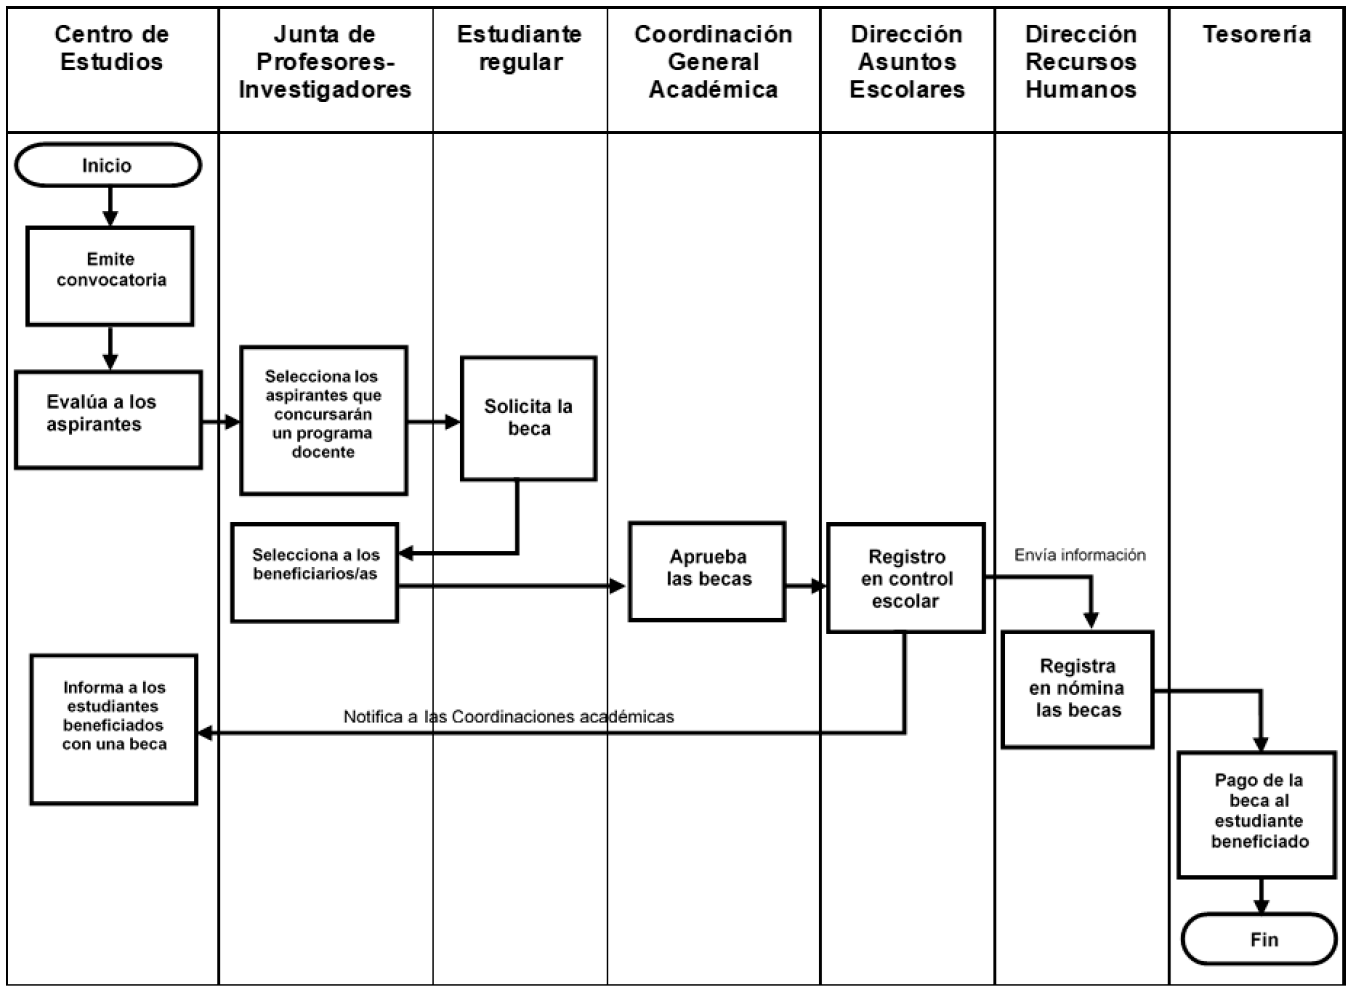 Centro de
Estudios
Junta de
Profesores-
Investigadores
Estudiante
regular
Coordinación
General
Académica
Dirección
Asuntos
Escolares
Dirección
Recursos
Humanos
Tesorería
Inicio
Emite
convocatoria
Evalúa a los
aspirantes
Selecciona los
aspirantes que
concursarán
un programa
docente
Solicita la
beca
Selecciona a los
beneficiarios/as
Aprueba
las becas
Registro
en control
escolar
Envía información
Registra
en nómina
las becas
Informa a los
estudiantes
beneficiados
con una beca
Notifica a las Coordinaciones académicas
Pago de la
beca al
estudiante
beneficiado
Fin